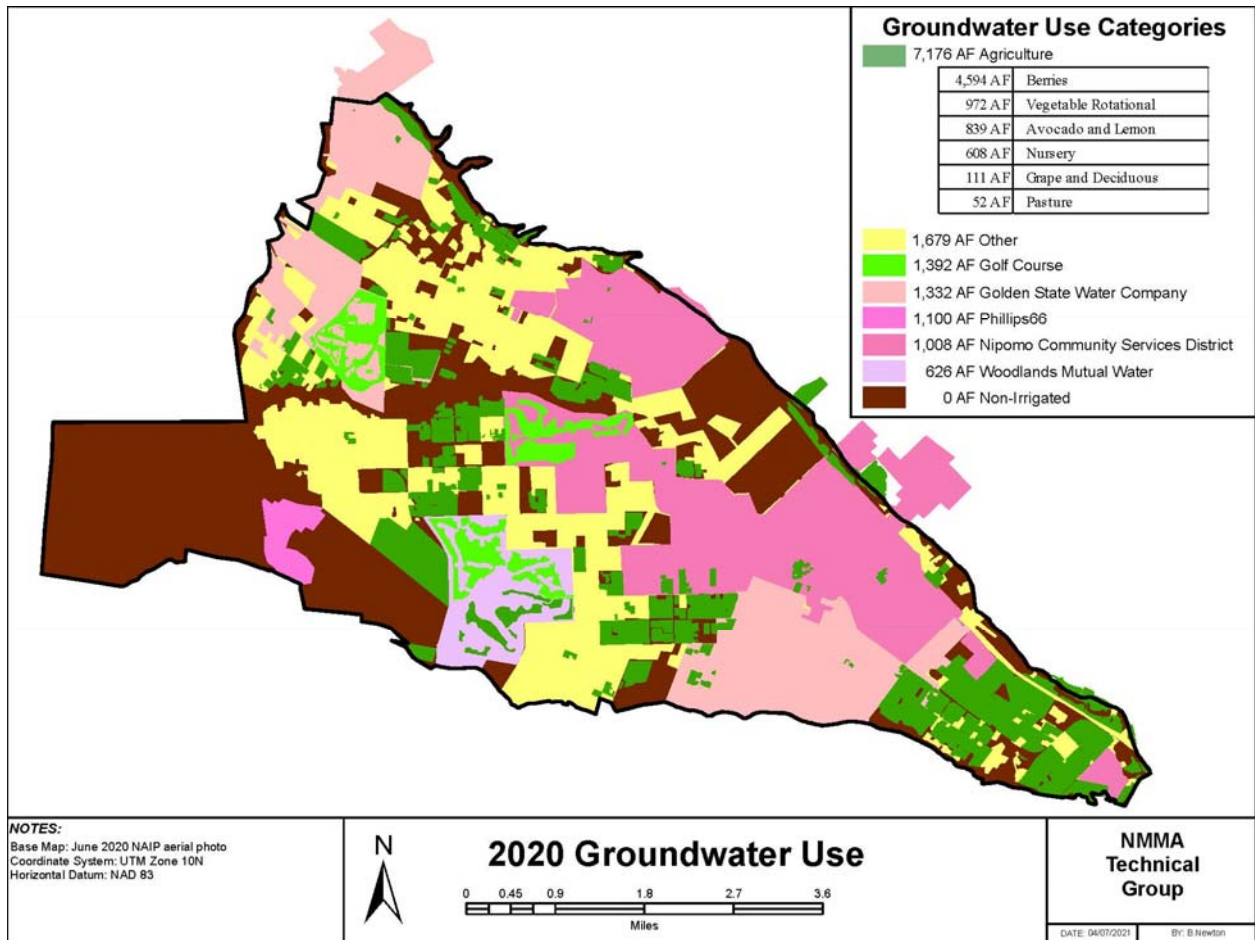 Groundwater Use Categories
7,176 AF Agriculture
4,594 AF Berries
972 AF Vegetable Rotational
839 AF Avocado and Lemon
608 AF Nursery
111 AF Grape and Deciduous
52 AF Pasture
1,679 AF Other
1,392 AF Golf Course
1,332 AF Golden State Water Company
1,100 AF Phillips66
1,008 AF Nipomo Community Services District
626 AF Woodlands Mutual Water
0 AF Non-Irrigated
NOTES:
Base Map: June 2020 NAIP aerial photo
Coordinate System: UTM Zone 10N
Horizontal Datum: NAD 83
N
2020 Groundwater Use
0 0.45 0.9 1.8 2.7 3.6
Miles
NMMA
Technical
Group
DATE: 04/07/2021 BY: B.Newton